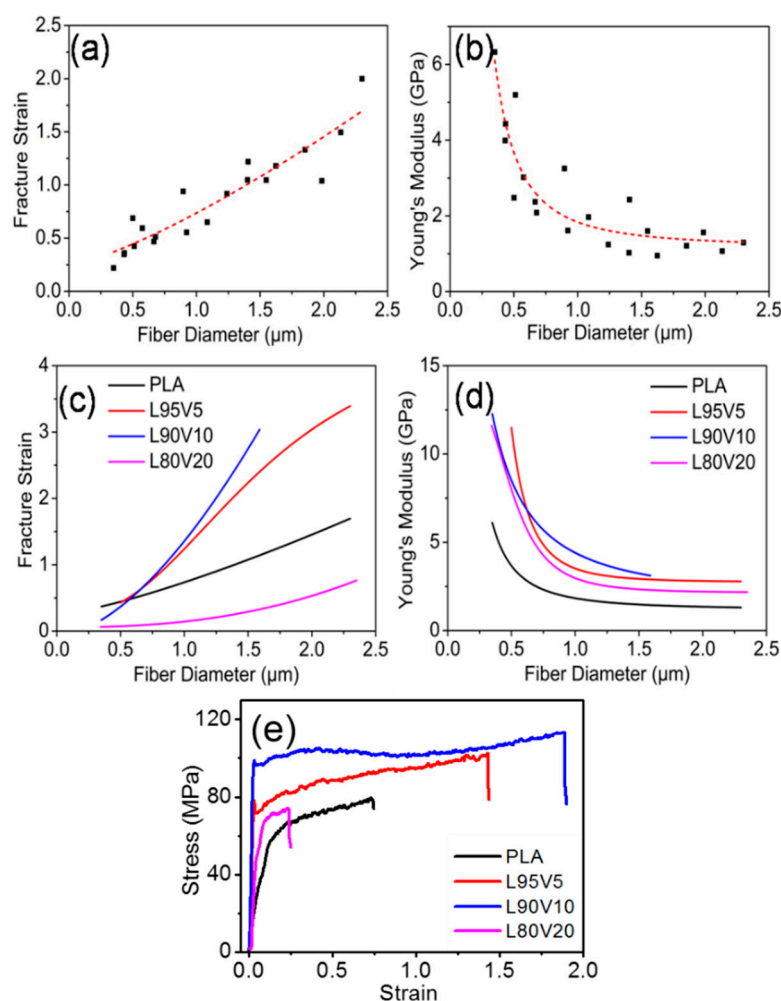 (a)
2.5
2.0
1.5
1.0
0.5
0.0
Fracture Strain
0.0 0.5 1.0 1.5 2.0 2.5
Fiber Diameter (µm)
(b)
6
4
2
0
Young's Modulus (GPa)
0.0 0.5 1.0 1.5 2.0 2.5
Fiber Diameter (µm)
(c)
4
3
2
1
0
Fracture Strain
PLA
L95V5
L90V10
L80V20
0.0 0.5 1.0 1.5 2.0 2.5
Fiber Diameter (µm)
(d)
15
10
5
0
Young's Modulus (GPa)
PLA
L95V5
L90V10
L80V20
0.0 0.5 1.0 1.5 2.0 2.5
Fiber Diameter (µm)
(e)
120
80
40
0
Stress (MPa)
PLA
L95V5
L90V10
L80V20
0.0 0.5 1.0 1.5 2.0
Strain